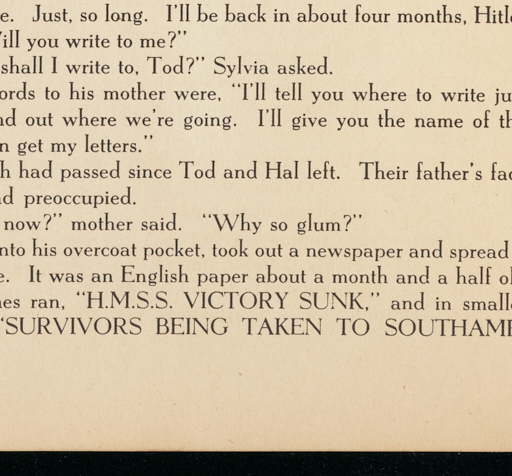 e. Just, so long. I'll be back in about four months, Hitl
ill you write to me?"
shall I write to, Tod?" Sylvia asked.
ords to his mother were, "I'll tell you where to write ju
nd out where we're going. I'll give you the name of th
n get my letters."
h had passed since Tod and Hal left. Their father's fac
nd preoccupied.
now?" mother said. "Why so glum?"
nto his overcoat pocket, took out a newspaper and spread
e. It was an English paper about a month and a half ol
nes ran, "H.M.S.S. VICTORY SUNK," and in small
"SURVIVORS BEING TAKEN TO SOUTHAM